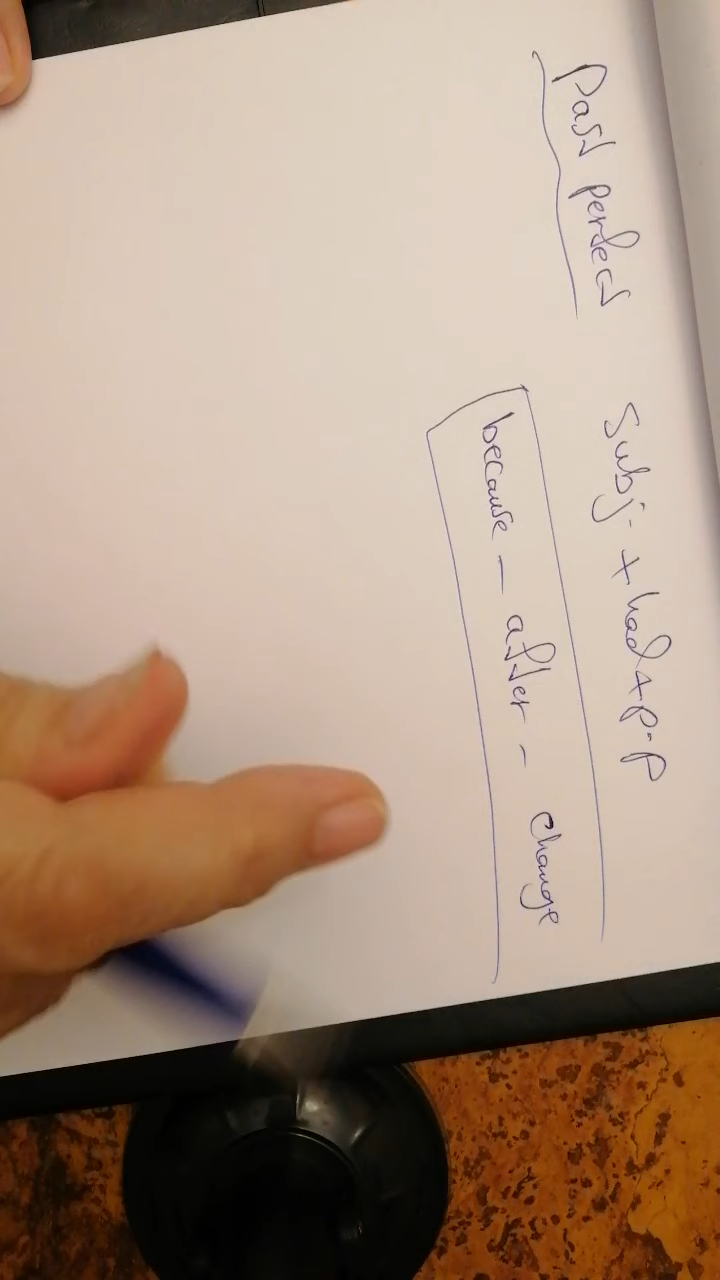 Past perfect
Subj. + had + p.p
because - after - change